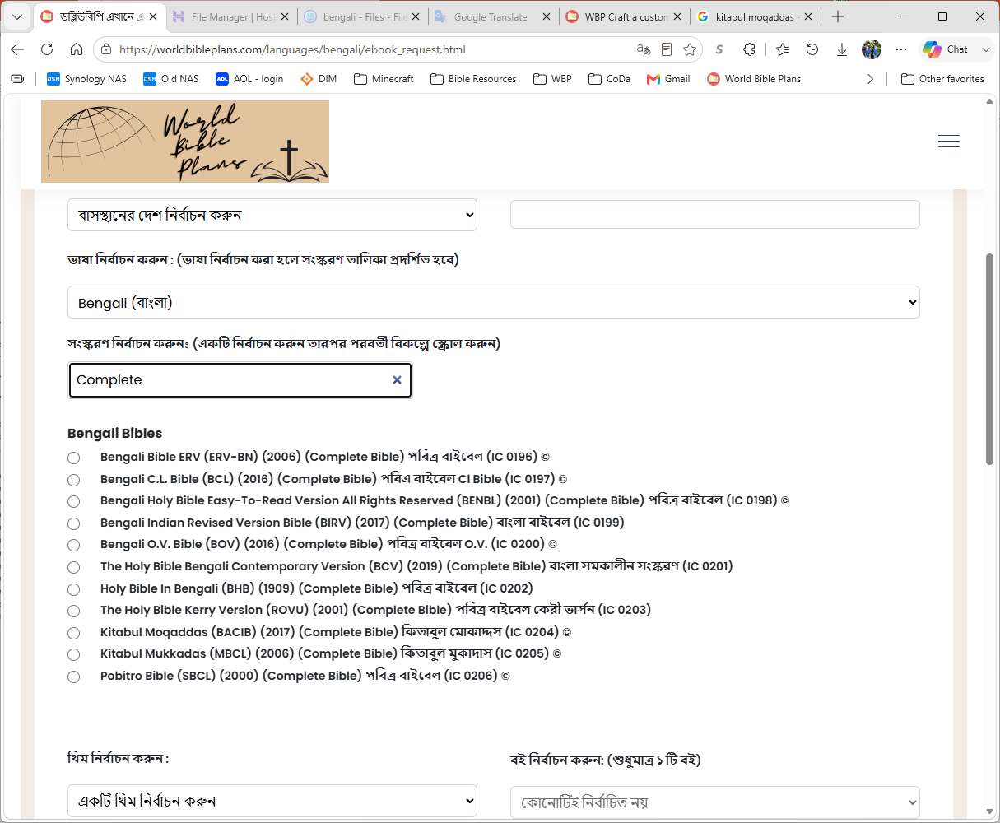 ডব্লিউবিপি এখানে এ
File Manager | Host
bengali - Files - File
Google Translate
WBP Craft a custom
kitabul moqaddas -
https://worldbibleplans.com/languages/bengali/ebook_request.html
Chat
DSM Synology NAS
DSM Old NAS
AOL AOL - login
DIM
Minecraft
Bible Resources
WBP
CoDa
Gmail
World Bible Plans
Other favorites
World
Bible
Plans
বাসস্থানের দেশ নির্বাচন করুন
ভাষা নির্বাচন করুন : (ভাষা নির্বাচন করা হলে সংস্করণ তালিকা প্রদর্শিত হবে)
Bengali (বাংলা)
সংস্করণ নির্বাচন করুনঃ (একটি নির্বাচন করুন তারপর পরবর্তী বিকল্পে স্ক্রোল করুন)
Complete
Bengali Bibles
Bengali Bible ERV (ERV-BN) (2006) (Complete Bible) পবিত্র বাইবেল (IC 0196) ©
Bengali C.L. Bible (BCL) (2016) (Complete Bible) পবিএ বাইবেল Cl Bible (IC 0197) ©
Bengali Holy Bible Easy-To-Read Version All Rights Reserved (BENBL) (2001) (Complete Bible) পবিত্র বাইবেল (IC 0198) ©
Bengali Indian Revised Version Bible (BIRV) (2017) (Complete Bible) বাংলা বাইবেল (IC 0199)
Bengali O.V. Bible (BOV) (2016) (Complete Bible) পবিত্র বাইবেল O.V. (IC 0200) ©
The Holy Bible Bengali Contemporary Version (BCV) (2019) (Complete Bible) বাংলা সমকালীন সংস্করণ (IC 0201)
Holy Bible In Bengali (BHB) (1909) (Complete Bible) পবিত্র বাইবেল (IC 0202)
The Holy Bible Kerry Version (ROVU) (2001) (Complete Bible) পবিত্র বাইবেল কেরী ভার্সন (IC 0203)
Kitabul Moqaddas (BACIB) (2017) (Complete Bible) কিতাবুল মোকাদ্দস (IC 0204) ©
Kitabul Mukkadas (MBCL) (2006) (Complete Bible) কিতাবুল মুকাদাস (IC 0205) ©
Pobitro Bible (SBCL) (2000) (Complete Bible) পবিত্র বাইবেল (IC 0206) ©
থিম নির্বাচন করুন :
বই নির্বাচন করুন: (শুধুমাত্র ১ টি বই)
একটি থিম নির্বাচন করুন
কোনোটিই নির্বাচিত নয়